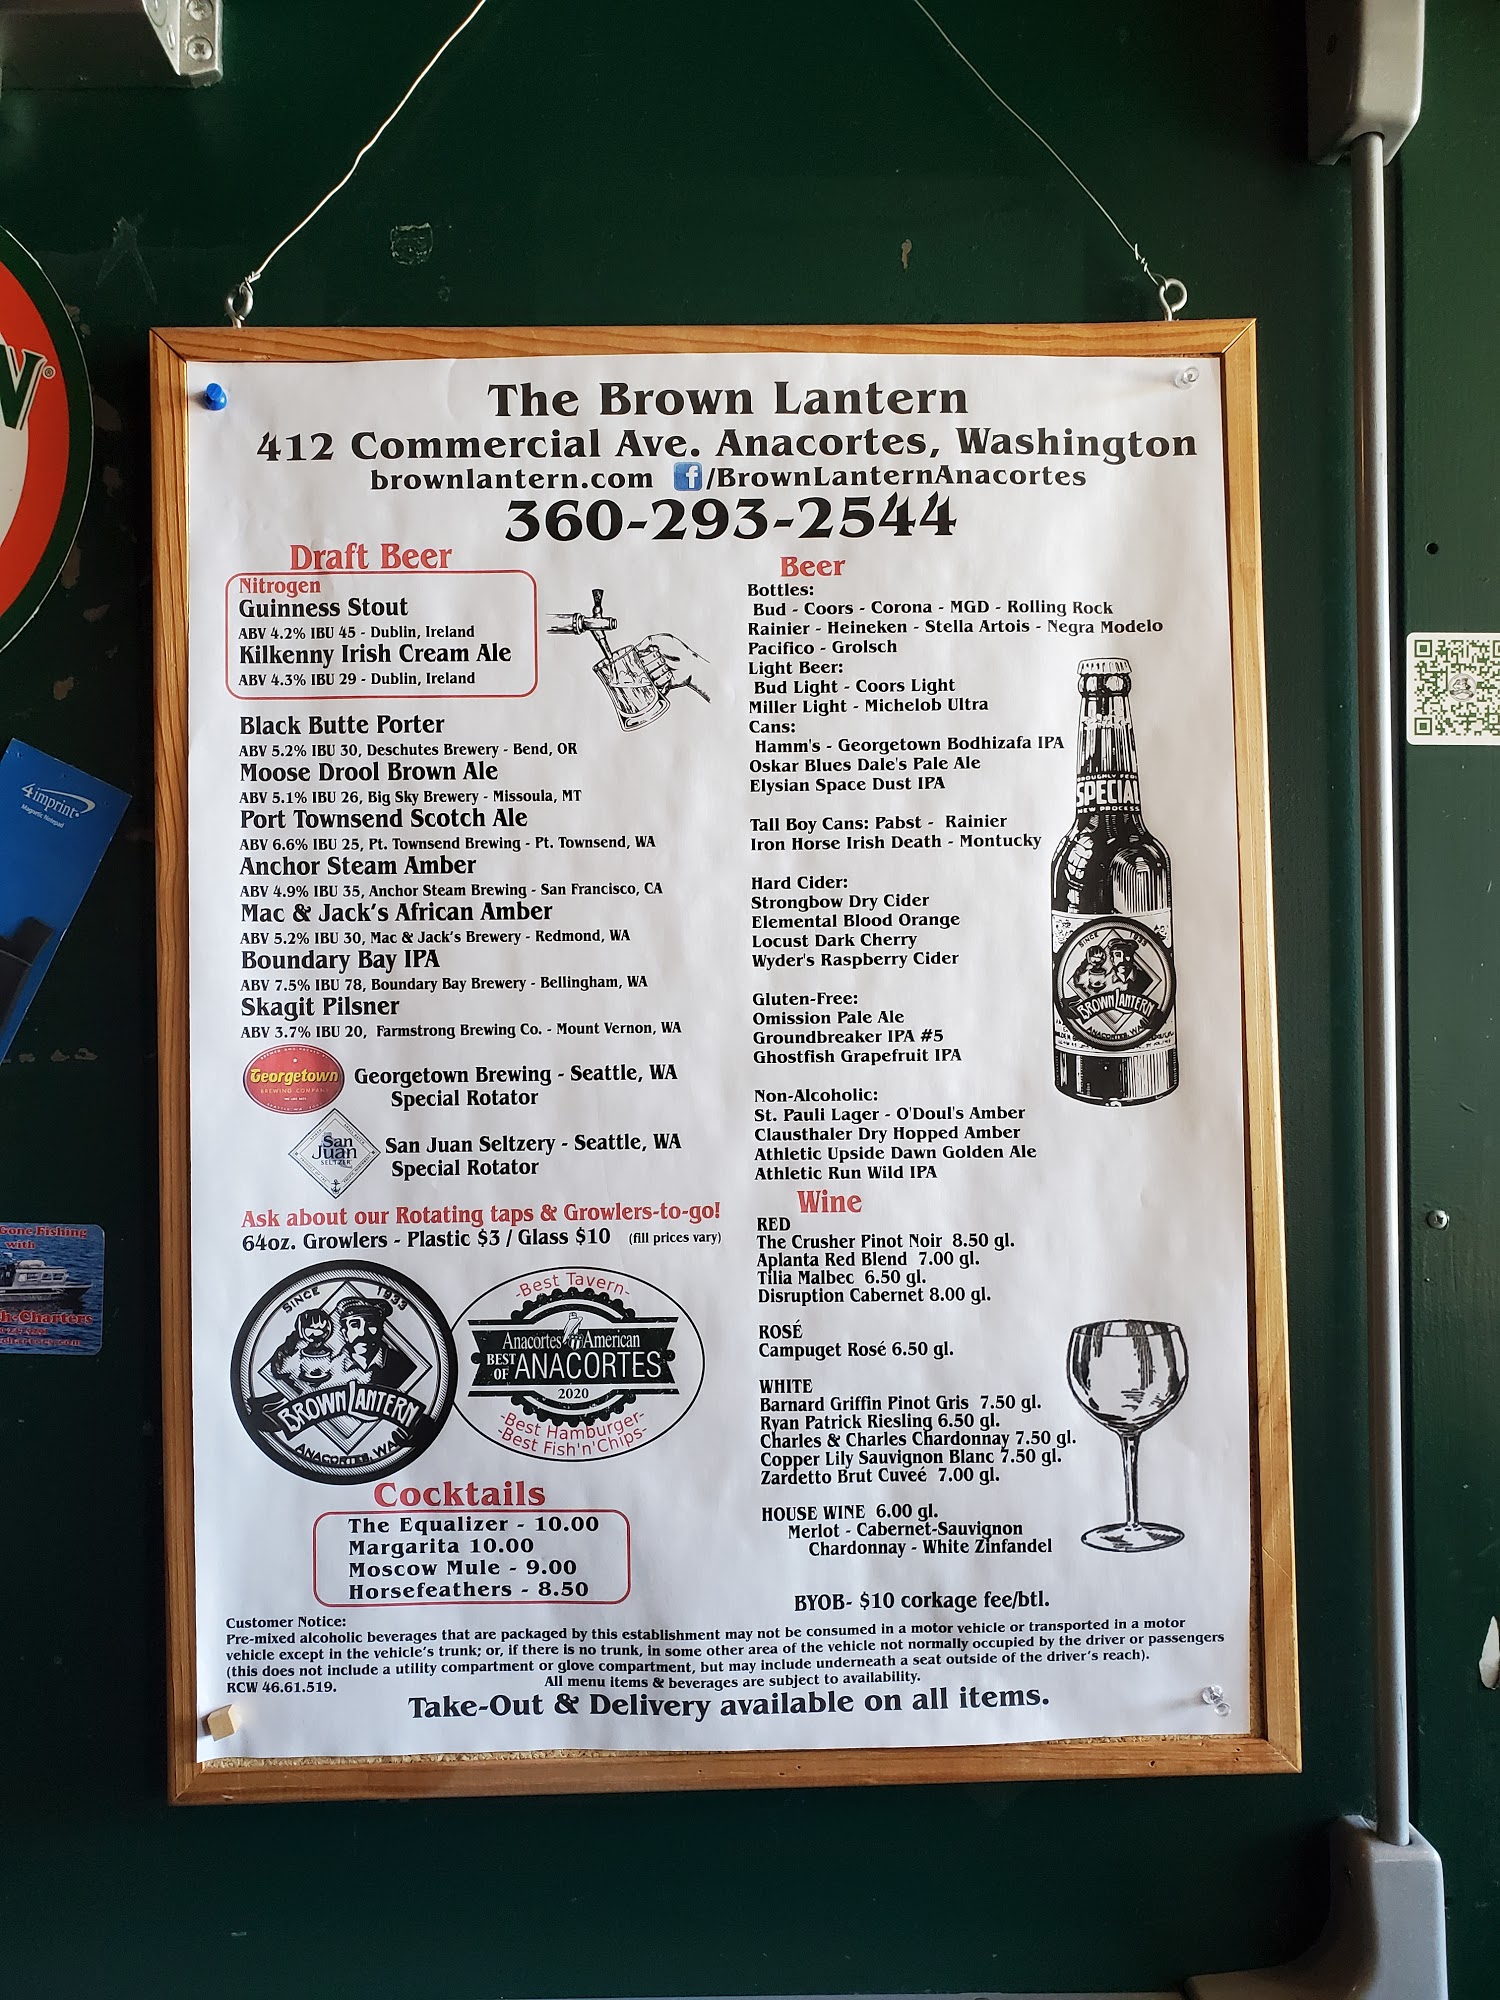 The Brown Lantern
412 Commercial Ave. Anacortes, Washington
brownlantern.com f/BrownLanternAnacortes
360-293-2544
Draft Beer
Nitrogen
Guinness Stout
ABV 4.2% IBU 45 - Dublin, Ireland
Kilkenny Irish Cream Ale
ABV 4.3% IBU 29 - Dublin, Ireland
Black Butte Porter
ABV 5.2% IBU 30, Deschutes Brewery - Bend, OR
Moose Drool Brown Ale
ABV 5.1% IBU 26, Big Sky Brewery - Missoula, MT
Port Townsend Scotch Ale
ABV 6.6% IBU 25, Pt. Townsend Brewing - Pt. Townsend, WA
Anchor Steam Amber
ABV 4.9% IBU 35, Anchor Steam Brewing - San Francisco, CA
Mac & Jack's African Amber
ABV 5.2% IBU 30, Mac & Jack's Brewery - Redmond, WA
Boundary Bay IPA
ABV 7.5% IBU 78, Boundary Bay Brewery - Bellingham, WA
Skagit Pilsner
ABV 3.7% IBU 20, Farmstrong Brewing Co. - Mount Vernon, WA
Georgetown
BREWING COMPANY
Georgetown Brewing - Seattle, WA
Special Rotator
San
Juan
SELTZER
San Juan Seltzery - Seattle, WA
Special Rotator
Ask about our Rotating taps & Growlers-to-go!
64oz. Growlers - Plastic $3 / Glass $10 (fill prices vary)
SINCE 1933
BROWN LANTERN
ANACORTES, WA
-Best Tavern-
Anacortes American
BEST OF ANACORTES
2020
-Best Hamburger-
-Best Fish'n'Chips-
Cocktails
The Equalizer - 10.00
Margarita 10.00
Moscow Mule - 9.00
Horsefeathers - 8.50
Beer
Bottles:
Bud - Coors - Corona - MGD - Rolling Rock
Rainier - Heineken - Stella Artois - Negra Modelo
Pacifico - Grolsch
Light Beer:
Bud Light - Coors Light
Miller Light - Michelob Ultra
Cans:
Hamm's - Georgetown Bodhizafa IPA
Oskar Blues Dale's Pale Ale
Elysian Space Dust IPA
Tall Boy Cans: Pabst - Rainier
Iron Horse Irish Death - Montucky
Hard Cider:
Strongbow Dry Cider
Elemental Blood Orange
Locust Dark Cherry
Wyder's Raspberry Cider
Gluten-Free:
Omission Pale Ale
Groundbreaker IPA #5
Ghostfish Grapefruit IPA
Non-Alcoholic:
St. Pauli Lager - O'Doul's Amber
Clausthaler Dry Hopped Amber
Athletic Upside Dawn Golden Ale
Athletic Run Wild IPA
SPECIAL
SINCE 1933
BROWN LANTERN
ANACORTES, WA
Wine
RED
The Crusher Pinot Noir 8.50 gl.
Aplanta Red Blend 7.00 gl.
Tilia Malbec 6.50 gl.
Disruption Cabernet 8.00 gl.
ROSÉ
Campuget Rosé 6.50 gl.
WHITE
Barnard Griffin Pinot Gris 7.50 gl.
Ryan Patrick Riesling 6.50 gl.
Charles & Charles Chardonnay 7.50 gl.
Copper Lily Sauvignon Blanc 7.50 gl.
Zardetto Brut Cuveé 7.00 gl.
HOUSE WINE 6.00 gl.
Merlot - Cabernet-Sauvignon
Chardonnay - White Zinfandel
BYOB- $10 corkage fee/btl.
Customer Notice:
Pre-mixed alcoholic beverages that are packaged by this establishment may not be consumed in a motor vehicle or transported in a motor
vehicle except in the vehicle's trunk; or, if there is no trunk, in some other area of the vehicle not normally occupied by the driver or passengers
(this does not include a utility compartment or glove compartment, but may include underneath a seat outside of the driver's reach).
RCW 46.61.519. All menu items & beverages are subject to availability.
Take-Out & Delivery available on all items.
4imprint
Magnetic Notepad
Gone Fishing
with
Charters